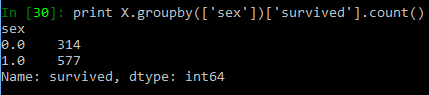 In [30]: print X.groupby(['sex'])['survived'].count()
sex
0.0    314
1.0    577
Name: survived, dtype: int64